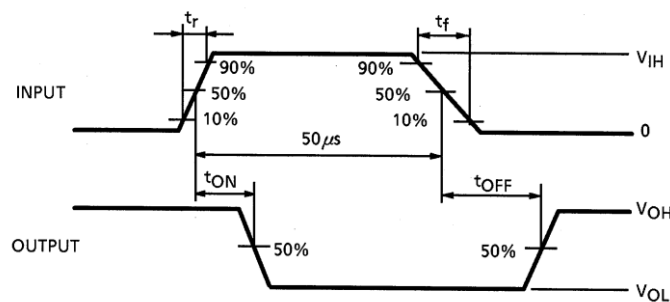 tr
tf
VIH
90%
90%
INPUT
50%
50%
10%
10%
0
50μs
tON
tOFF
VOH
OUTPUT
50%
50%
VOL